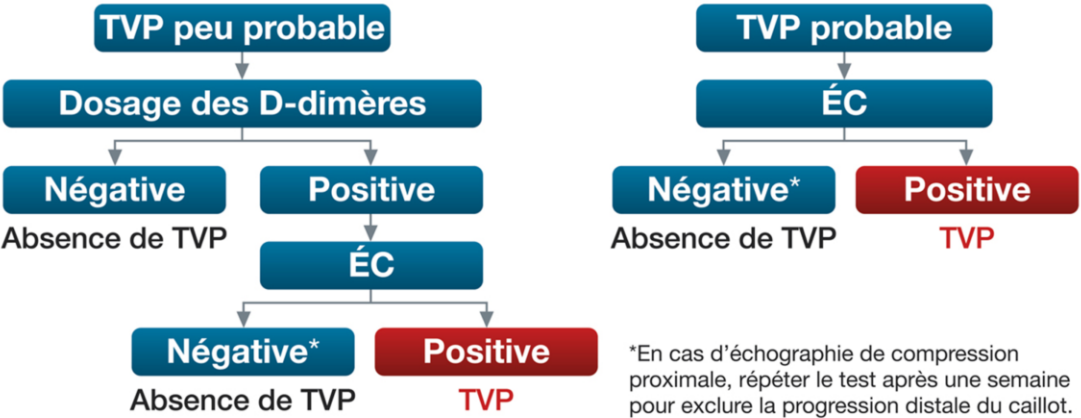 TVP peu probable
Dosage des D-dimères
Négative
Positive
Absence de TVP
ÉC
Négative*
Positive
Absence de TVP
TVP
TVP probable
ÉC
Négative*
Positive
Absence de TVP
TVP
*En cas d'échographie de compression
proximale, répéter le test après une semaine
pour exclure la progression distale du caillot.